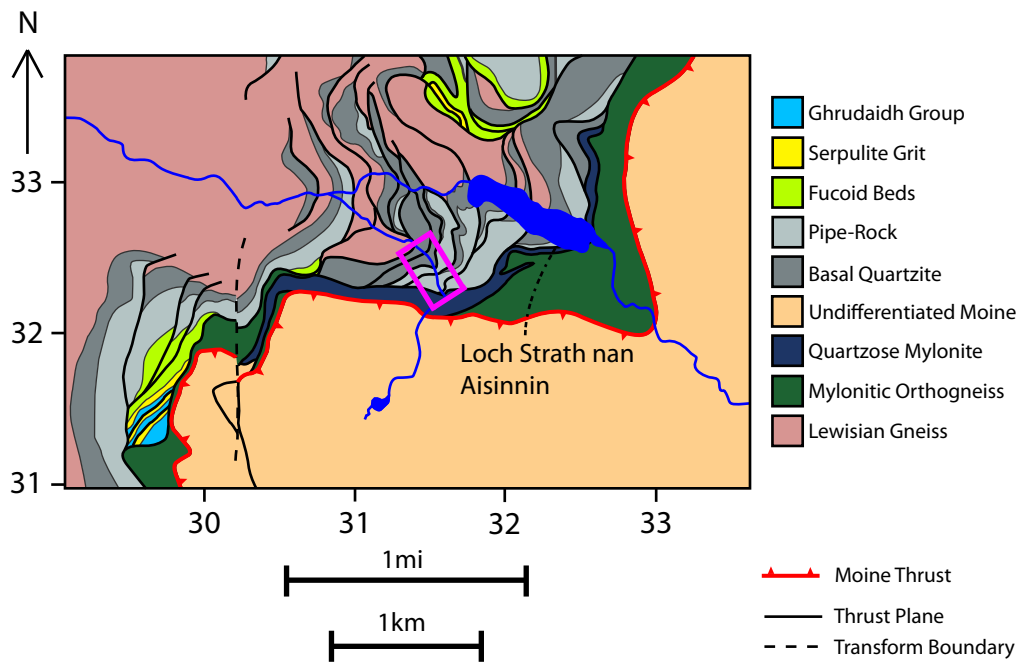 N
33
32
31
30
31
32
33
Loch Strath nan
Aisinnin
1mi
1km
Ghrudaidh Group
Serpulite Grit
Fucoid Beds
Pipe-Rock
Basal Quartzite
Undifferentiated Moine
Quartzose Mylonite
Mylonitic Orthogneiss
Lewisian Gneiss
Moine Thrust
Thrust Plane
Transform Boundary